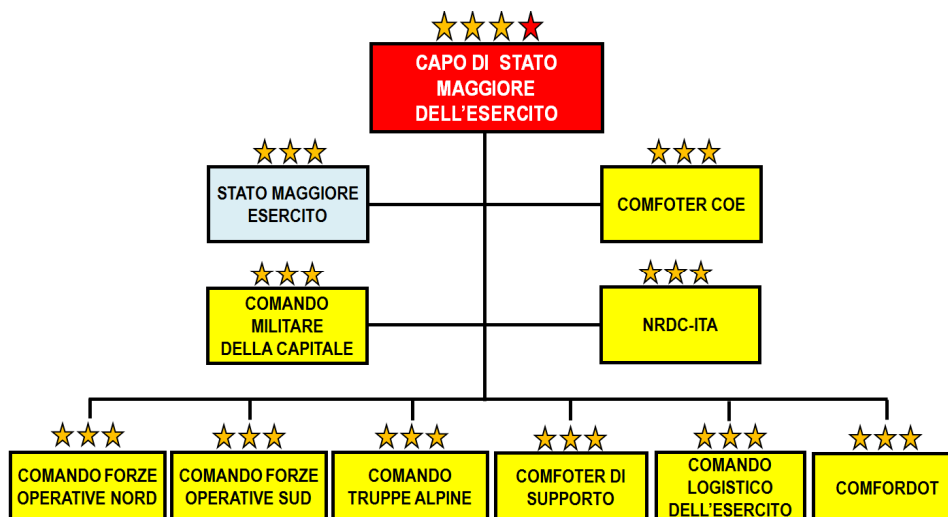 CAPO DI STATO
MAGGIORE
DELL'ESERCITO
STATO MAGGIORE
ESERCITO
COMFOTER COE
COMANDO
MILITARE
DELLA CAPITALE
NRDC-ITA
COMANDO FORZE
OPERATIVE NORD
COMANDO FORZE
OPERATIVE SUD
COMANDO
TRUPPE ALPINE
COMFOTER DI
SUPPORTO
COMANDO
LOGISTICO
DELL'ESERCITO
COMFORDOT